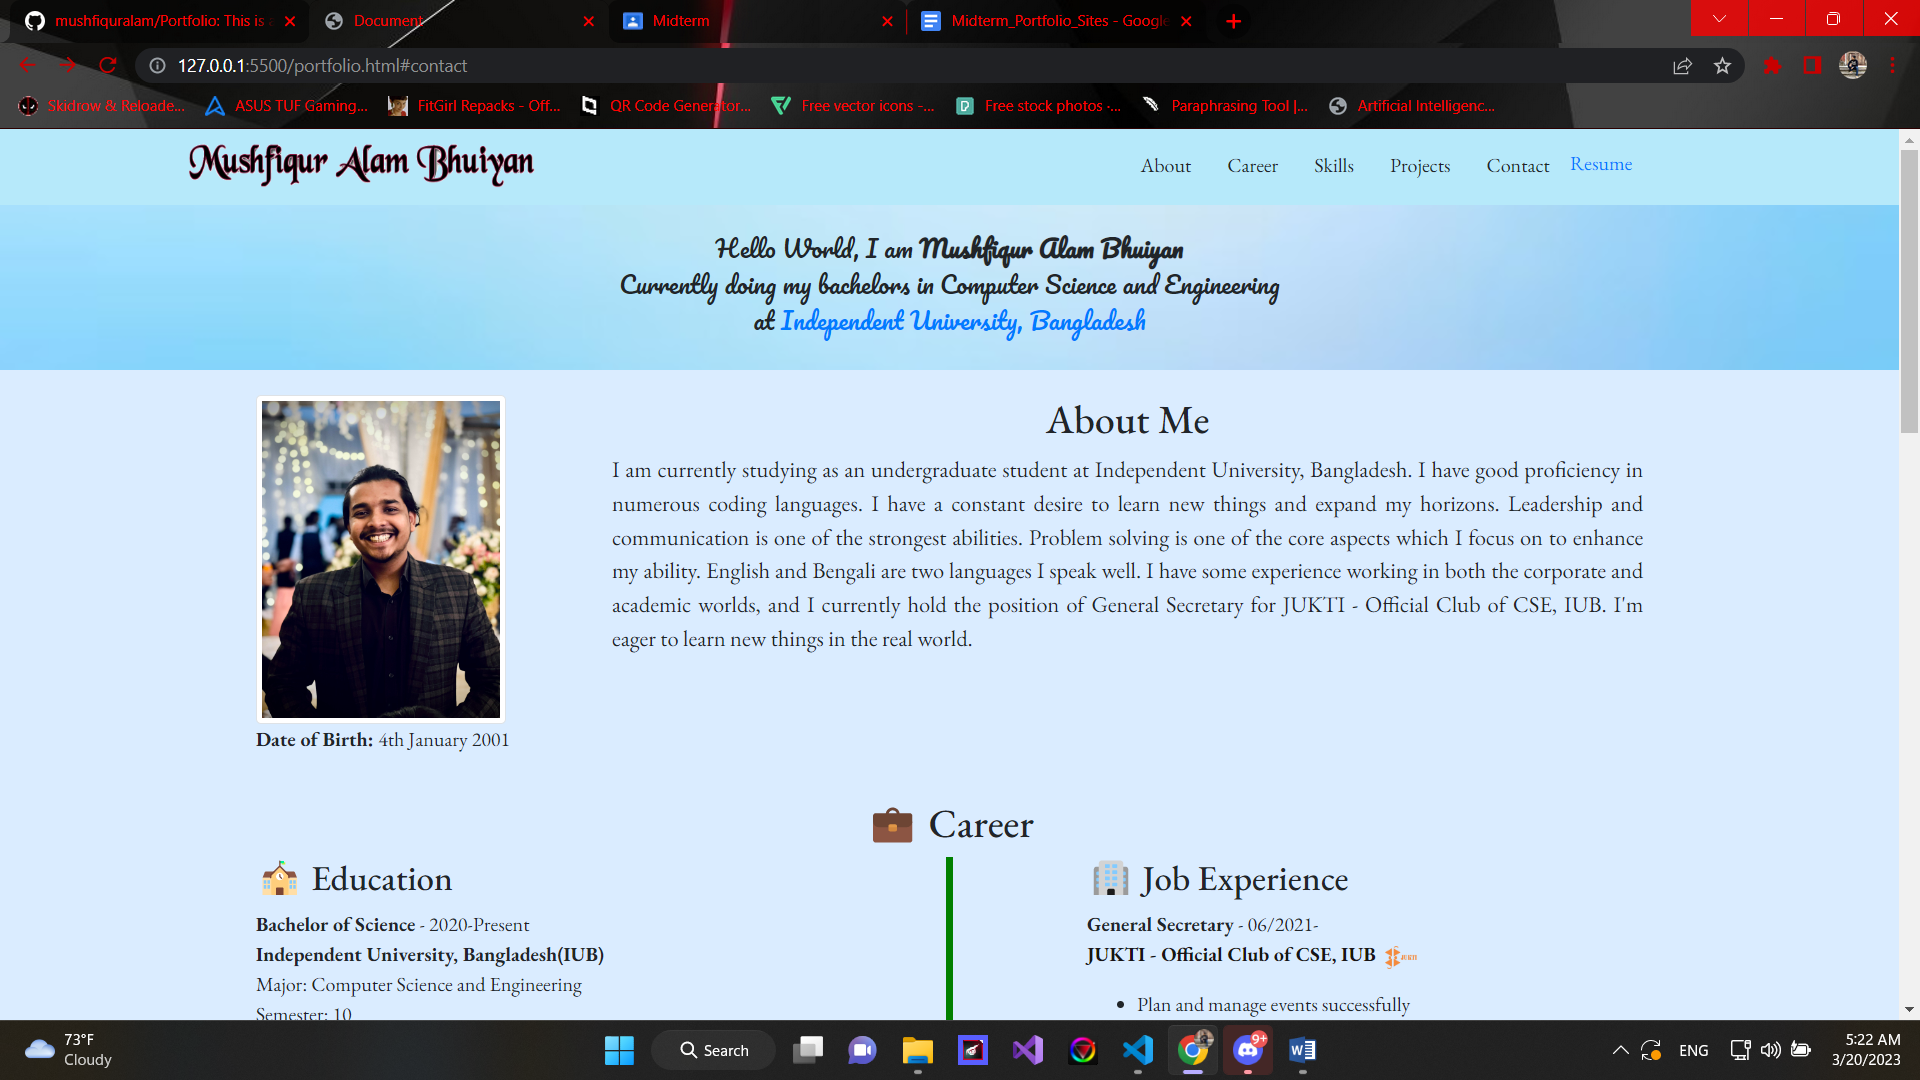 mushfiquralam/Portfolio: This is
Document
Midterm
Midterm_Portfolio_Sites - Google
127.0.0.1:5500/portfolio.html#contact
Skidrow & Reloade...
ASUS TUF Gaming...
FitGirl Repacks - Off...
QR Code Generator...
Free vector icons -...
Free stock photos -...
Paraphrasing Tool |...
Artificial Intelligenc...
Mushfiqur Alam Bhuiyan
About
Career
Skills
Projects
Contact
Resume
Hello World, I am Mushfiqur Alam Bhuiyan
Currently doing my bachelors in Computer Science and Engineering
at Independent University, Bangladesh
About Me
I am currently studying as an undergraduate student at Independent University, Bangladesh. I have good proficiency in
numerous coding languages. I have a constant desire to learn new things and expand my horizons. Leadership and
communication is one of the strongest abilities. Problem solving is one of the core aspects which I focus on to enhance
my ability. English and Bengali are two languages I speak well. I have some experience working in both the corporate and
academic worlds, and I currently hold the position of General Secretary for JUKTI - Official Club of CSE, IUB. I'm
eager to learn new things in the real world.
Date of Birth: 4th January 2001
Career
Education
Bachelor of Science - 2020-Present
Independent University, Bangladesh(IUB)
Major: Computer Science and Engineering
Semester: 10
Job Experience
General Secretary - 06/2021-
JUKTI - Official Club of CSE, IUB
JUKTI
• Plan and manage events successfully
73°F
Cloudy
Search
9+
ENG
5:22 AM
3/20/2023